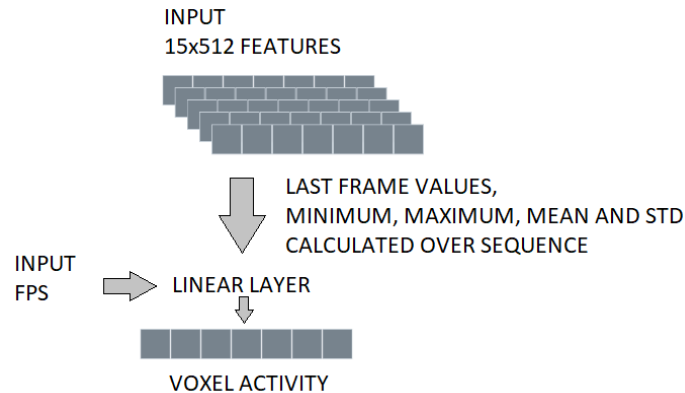 INPUT
15x512 FEATURES
LAST FRAME VALUES,
MINIMUM, MAXIMUM, MEAN AND STD
CALCULATED OVER SEQUENCE
INPUT
FPS
LINEAR LAYER
VOXEL ACTIVITY